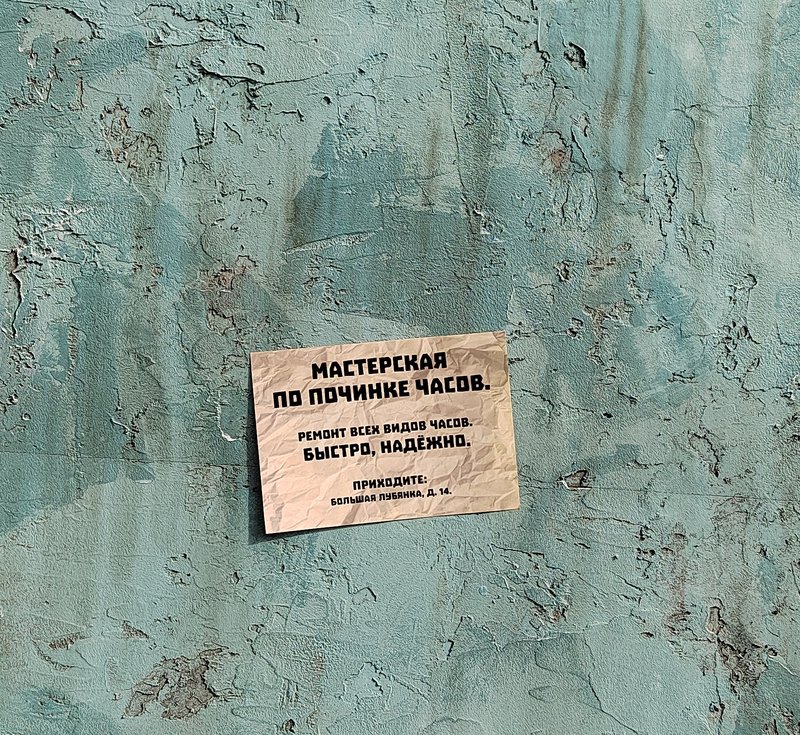 МАСТЕРСКАЯ
ПО ПОЧИНКЕ ЧАСОВ.
РЕМОНТ ВСЕХ ВИДОВ ЧАСОВ.
БЫСТРО, НАДЁЖНО.
ПРИХОДИТЕ:
БОЛЬШАЯ ЛУБЯНКА, Д. 14.